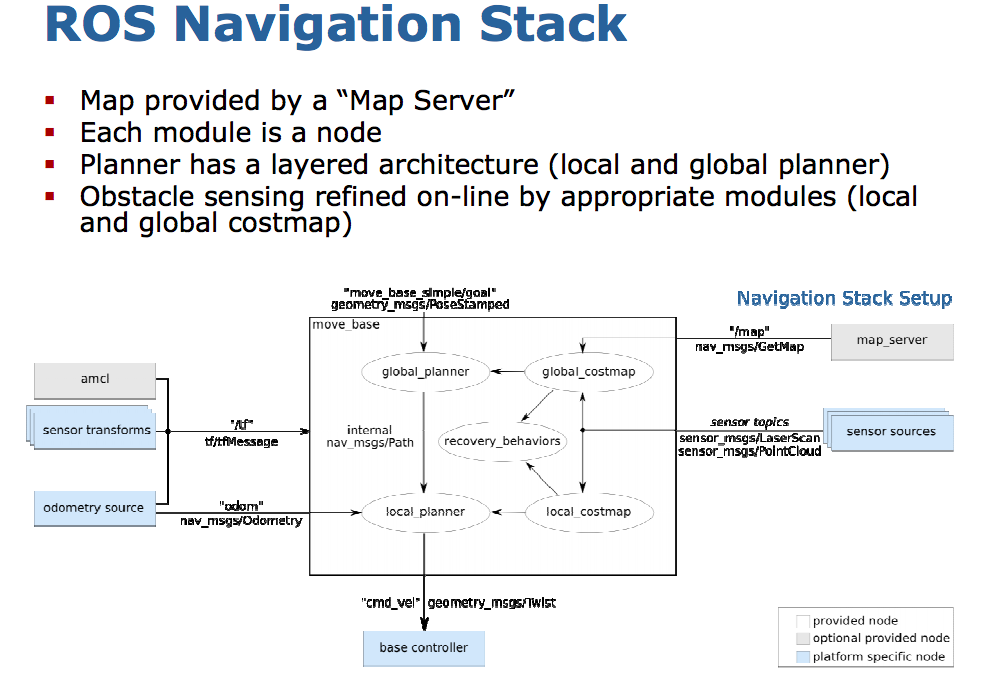 ROS Navigation Stack
Map provided by a “Map Server”
Each module is a node
Planner has a layered architecture (local and global planner)
Obstacle sensing refined on-line by appropriate modules (local
and global costmap)
"move_base_simple/goal"
geometry_msgs/PoseStamped
Navigation Stack Setup
move_base
"/map"
nav_msgs/GetMap
map_server
global_planner
global_costmap
amcl
sensor transforms
"/tf"
tf/tfMessage
internal
nav_msgs/Path
recovery_behaviors
sensor topics
sensor_msgs/LaserScan
sensor_msgs/PointCloud
sensor sources
odometry source
"odom"
nav_msgs/Odometry
local_planner
local_costmap
"cmd_vel" geometry_msgs/Twist
base controller
provided node
optional provided node
platform specific node